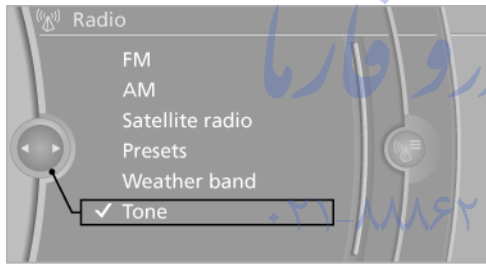 Radio
FM
AM
Satellite radio
Presets
Weather band
✓ Tone